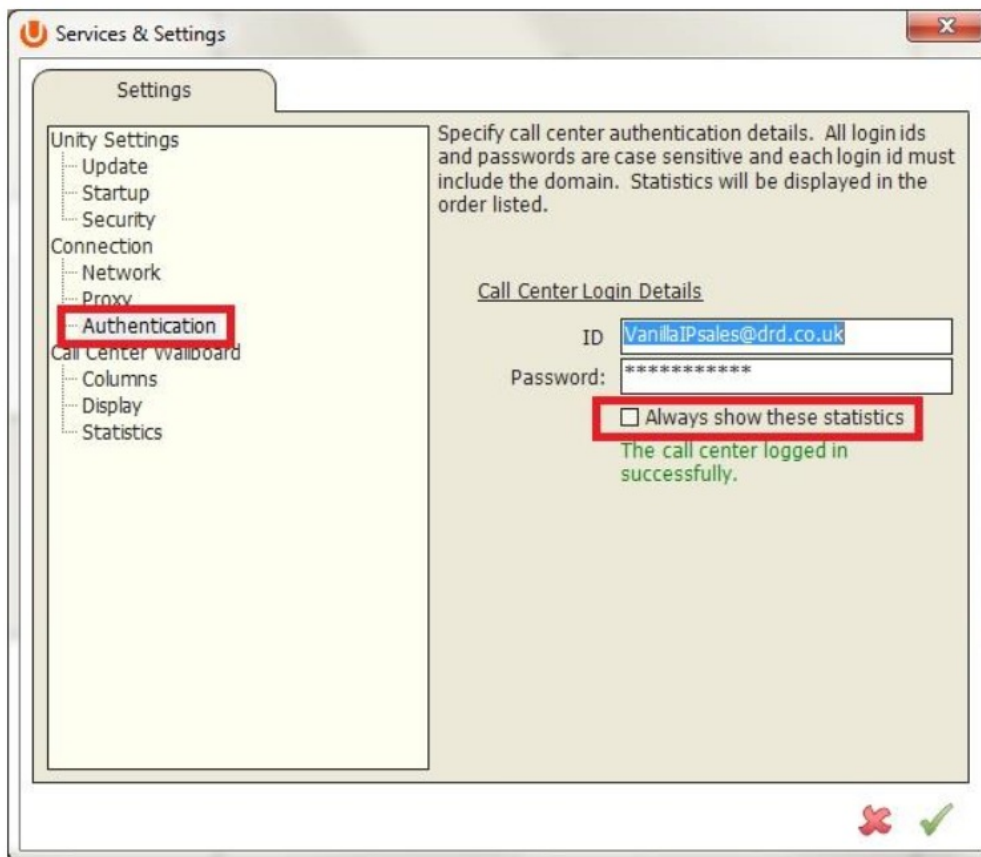 Services & Settings
Settings
Unity Settings
Update
Startup
Security
Connection
Network
Proxy
Authentication
Call Center Wallboard
Columns
Display
Statistics
Specify call center authentication details. All login ids
and passwords are case sensitive and each login id must
include the domain. Statistics will be displayed in the
order listed.
Call Center Login Details
ID
VanillaIPsales@drd.co.uk
Password:
***********
Always show these statistics
The call center logged in
successfully.